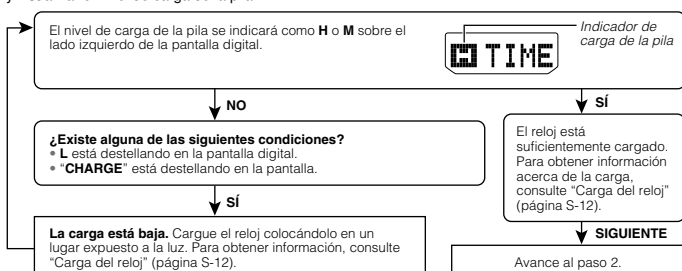 El nivel de carga de la pila se indicará como H o M sobre el
lado izquierdo de la pantalla digital.
H TIME
Indicador de
carga de la pila
NO
SÍ
¿Existe alguna de las siguientes condiciones?
• L está destellando en la pantalla digital.
• "CHARGE" está destellando en la pantalla.
El reloj está
suficientemente cargado.
Para obtener información
acerca de la carga,
consulte "Carga del reloj"
(página S-12).
SÍ
SIGUIENTE
La carga está baja. Cargue el reloj colocándolo en un
lugar expuesto a la luz. Para obtener información, consulte
"Carga del reloj" (página S-12).
Avance al paso 2.